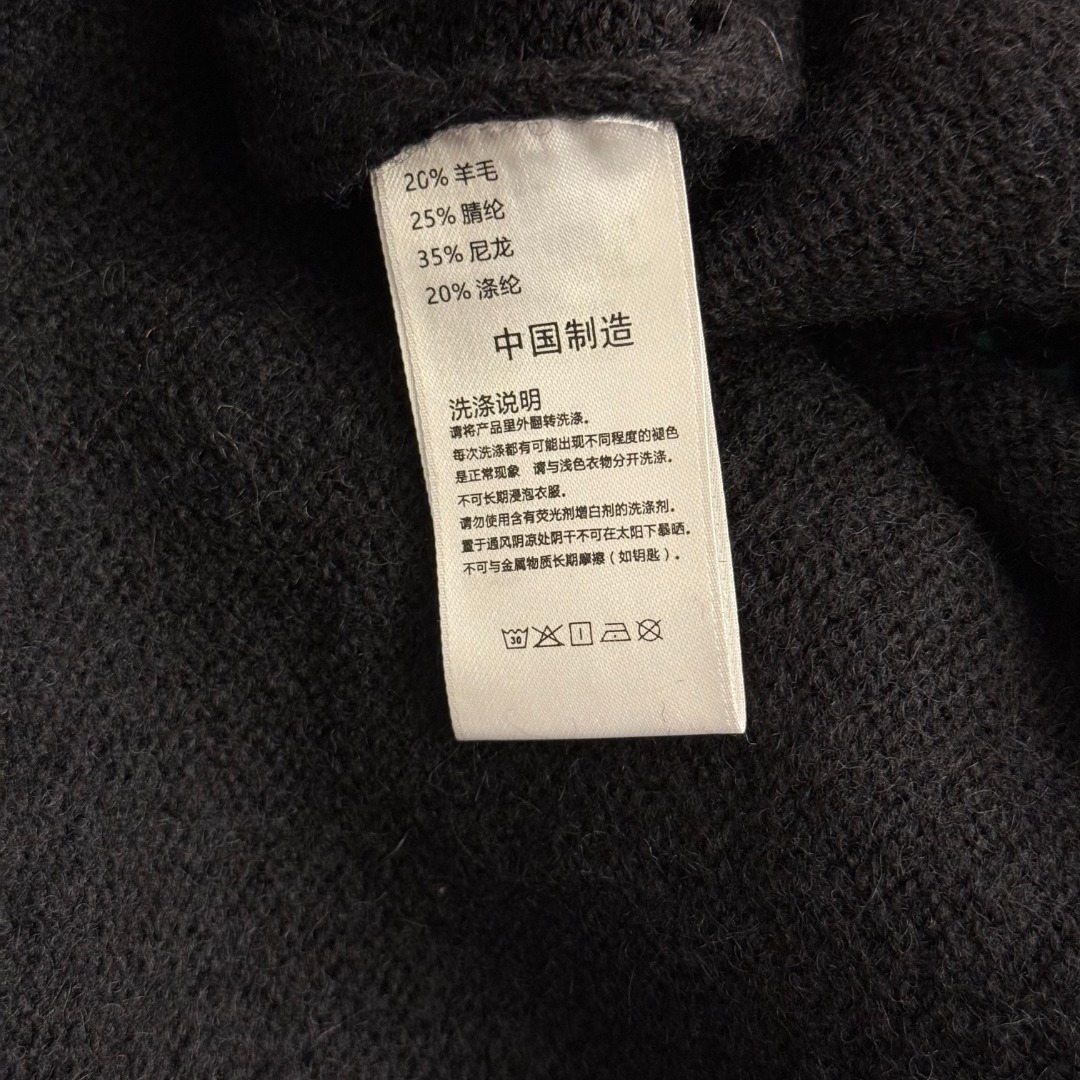 20% 羊毛
25% 腈纶
35% 尼龙
20% 涤纶
中国制造
洗涤说明
请将产品里外翻转洗涤。
每次洗涤都有可能出现不同程度的褪色
是正常现象 请与浅色衣物分开洗涤。
不可长期浸泡衣服。
请勿使用含有荧光剂增白剂的洗涤剂。
置于通风阴凉处阴干不可在太阳下暴晒。
不可与金属物质长期摩擦（如钥匙）。
30